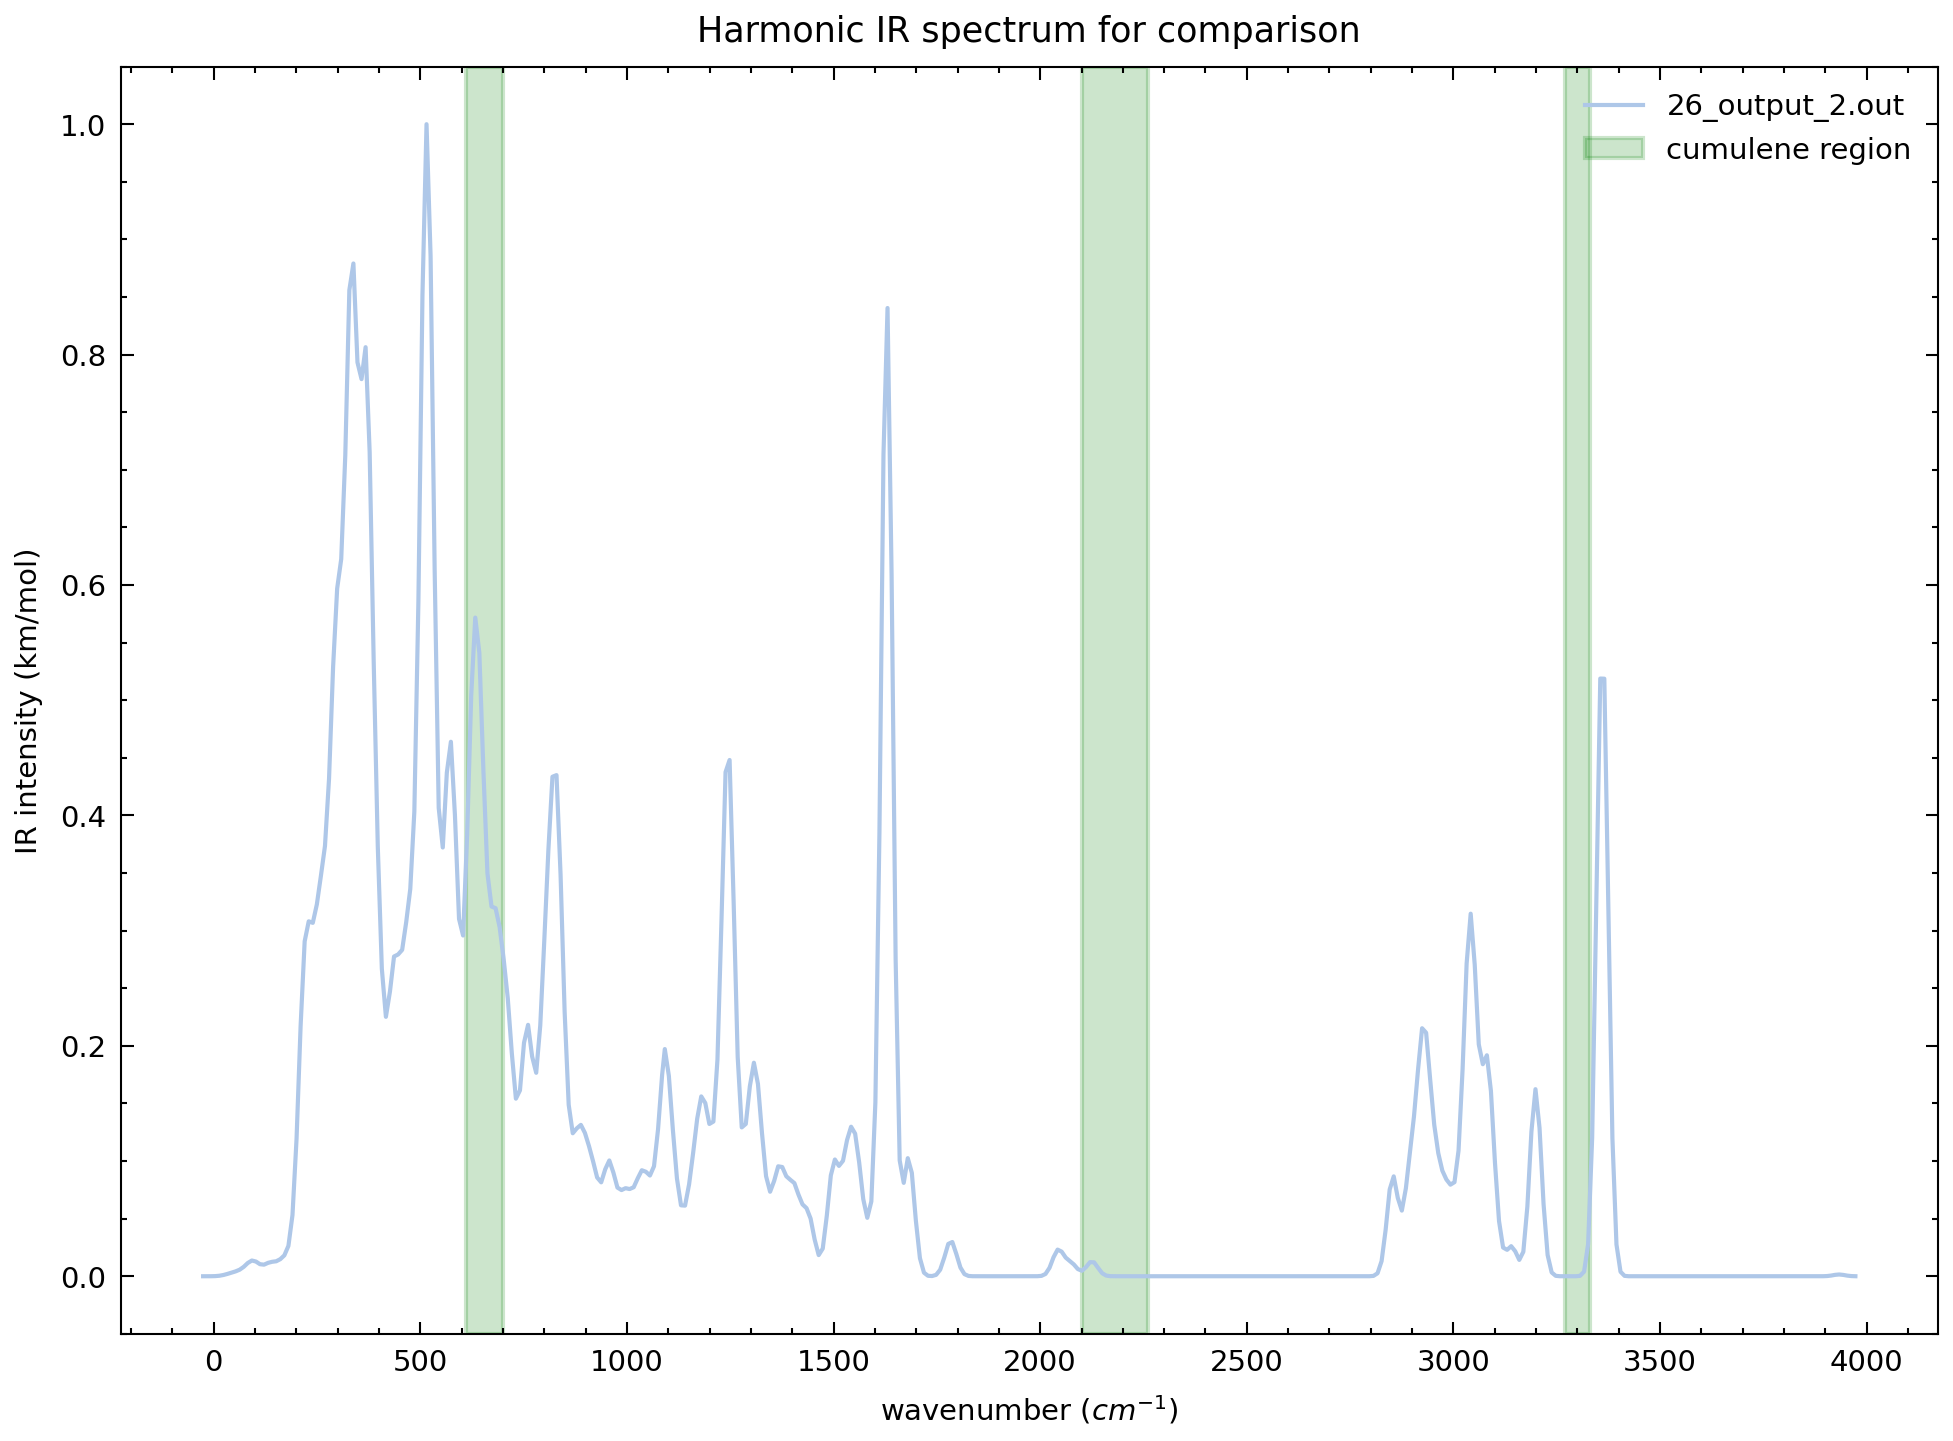 Harmonic IR spectrum for comparison
26_output_2.out
cumulene region
IR intensity (km/mol)
1.0
0.8
0.6
0.4
0.2
0.0
0 500 1000 1500 2000 2500 3000 3500 4000
wavenumber (cm⁻¹)